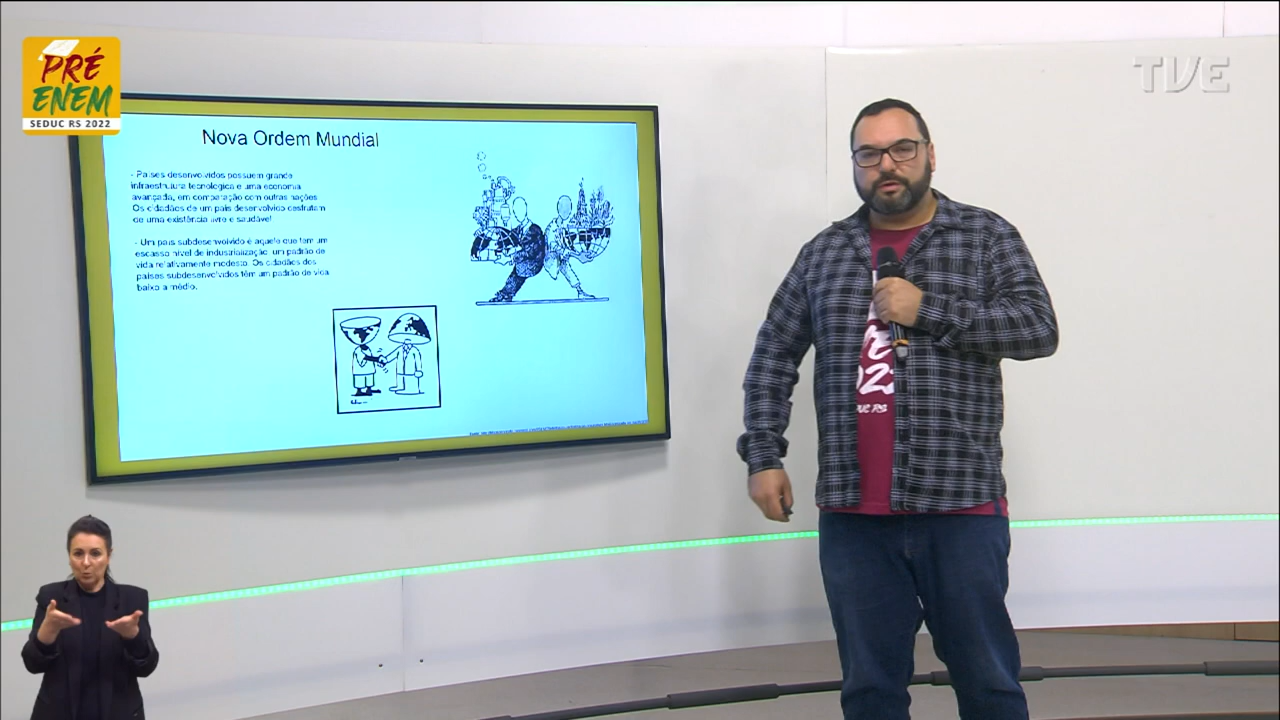 PRÉ
ENEM
SEDUC RS 2022
TVE
Nova Ordem Mundial
- Países desenvolvidos possuem grande
infraestrutura tecnológica e uma economia
avançada, em comparação com outras nações.
Os cidadãos de um país desenvolvido desfrutam
de uma existência livre e saudável
- Um país subdesenvolvido é aquele que tem um
escasso nível de industrialização, um padrão de
vida relativamente modesto. Os cidadãos dos
países subdesenvolvidos têm um padrão de vida
baixo a médio.
DUC RS